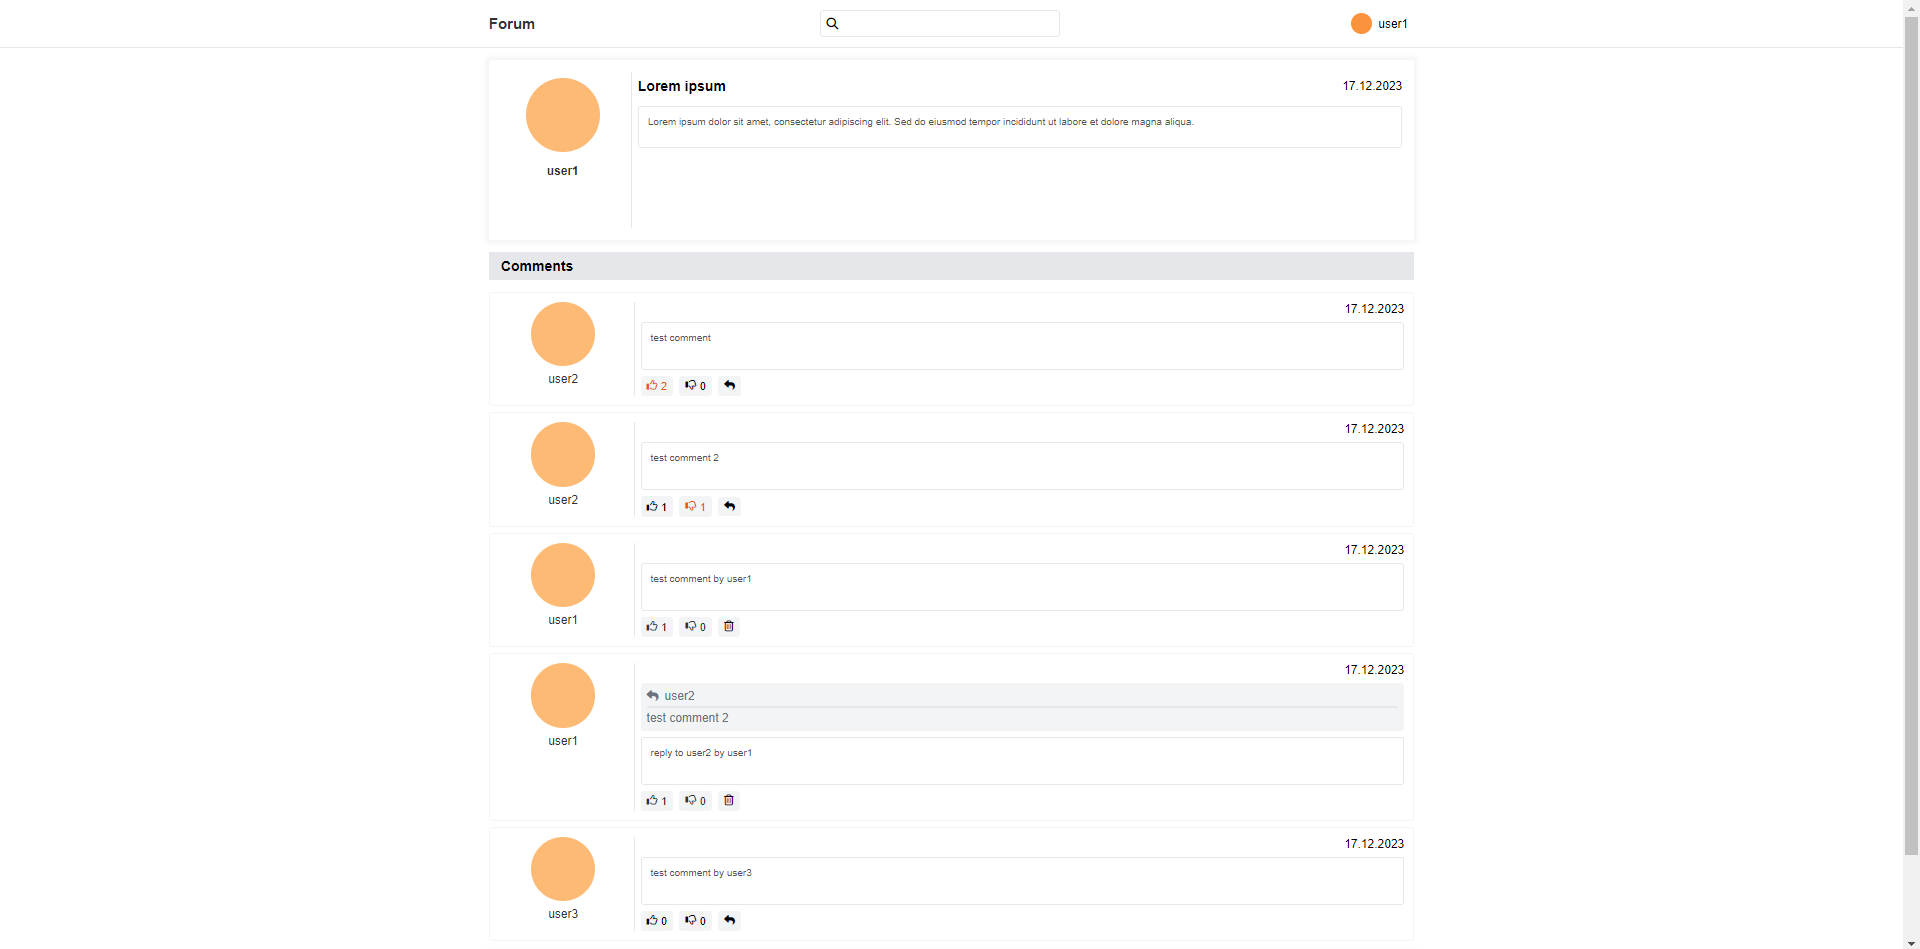 Forum
user1
Lorem ipsum
17.12.2023
Lorem ipsum dolor sit amet, consectetur adipiscing elit. Sed do eiusmod tempor incididunt ut labore et dolore magna aliqua.
user1
Comments
17.12.2023
test comment
user2
2 0
17.12.2023
test comment 2
user2
1 1
17.12.2023
test comment by user1
user1
1 0
17.12.2023
user2
test comment 2
user1
reply to user2 by user1
1 0
17.12.2023
test comment by user3
user3
0 0